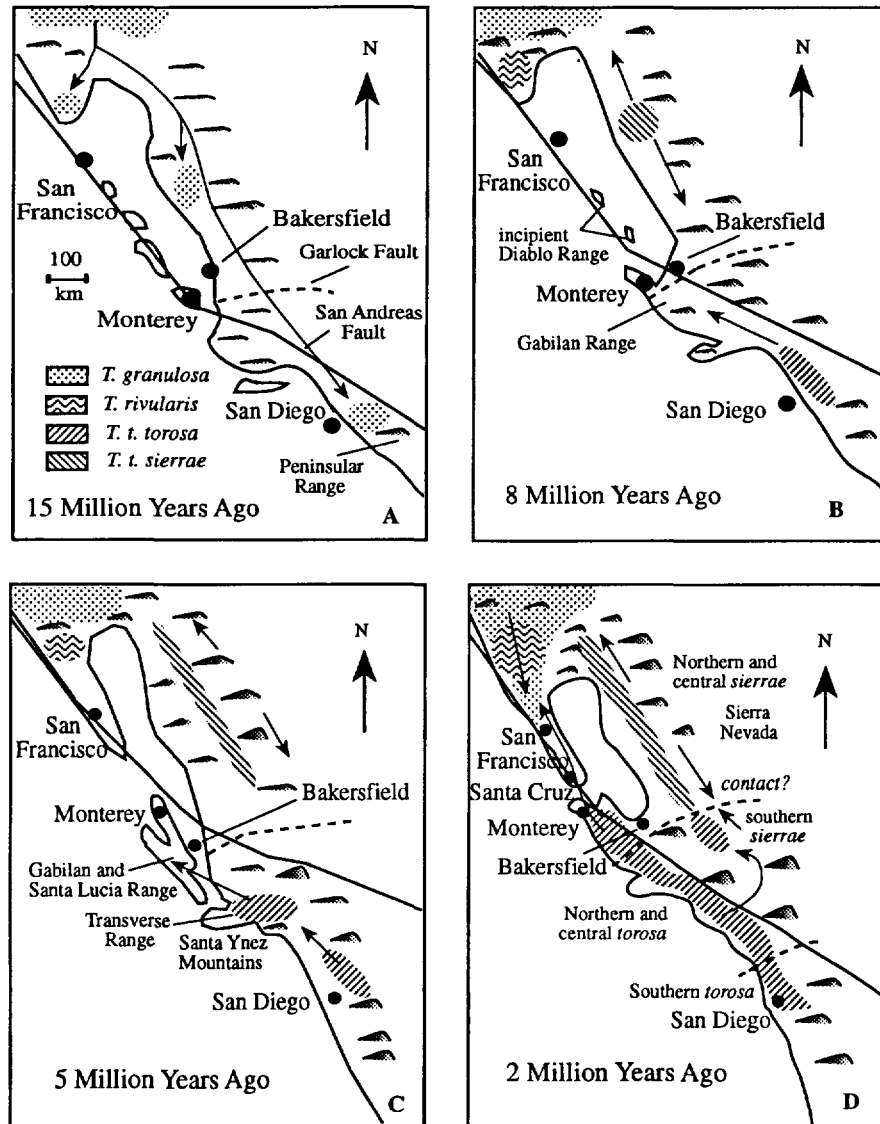 N
San
Francisco
Bakersfield
Garlock Fault
100
km
Monterey
San Andreas
Fault
T. granulosa
T. rivularis
T. t. torosa
T. t. sierrae
San Diego
Peninsular
Range
15 Million Years Ago
A
N
San
Francisco
incipient
Diablo Range
Bakersfield
Monterey
Gabilan Range
San Diego
8 Million Years Ago
B
N
San
Francisco
Monterey
Bakersfield
Gabilan and
Santa Lucia Range
Transverse
Range
Santa Ynez
Mountains
San Diego
5 Million Years Ago
C
N
Northern and
central sierrae
Sierra
Nevada
San
Francisco
Santa Cruz
contact?
Monterey
southern
sierrae
Bakersfield
Northern and
central torosa
Southern torosa
San Diego
2 Million Years Ago
D